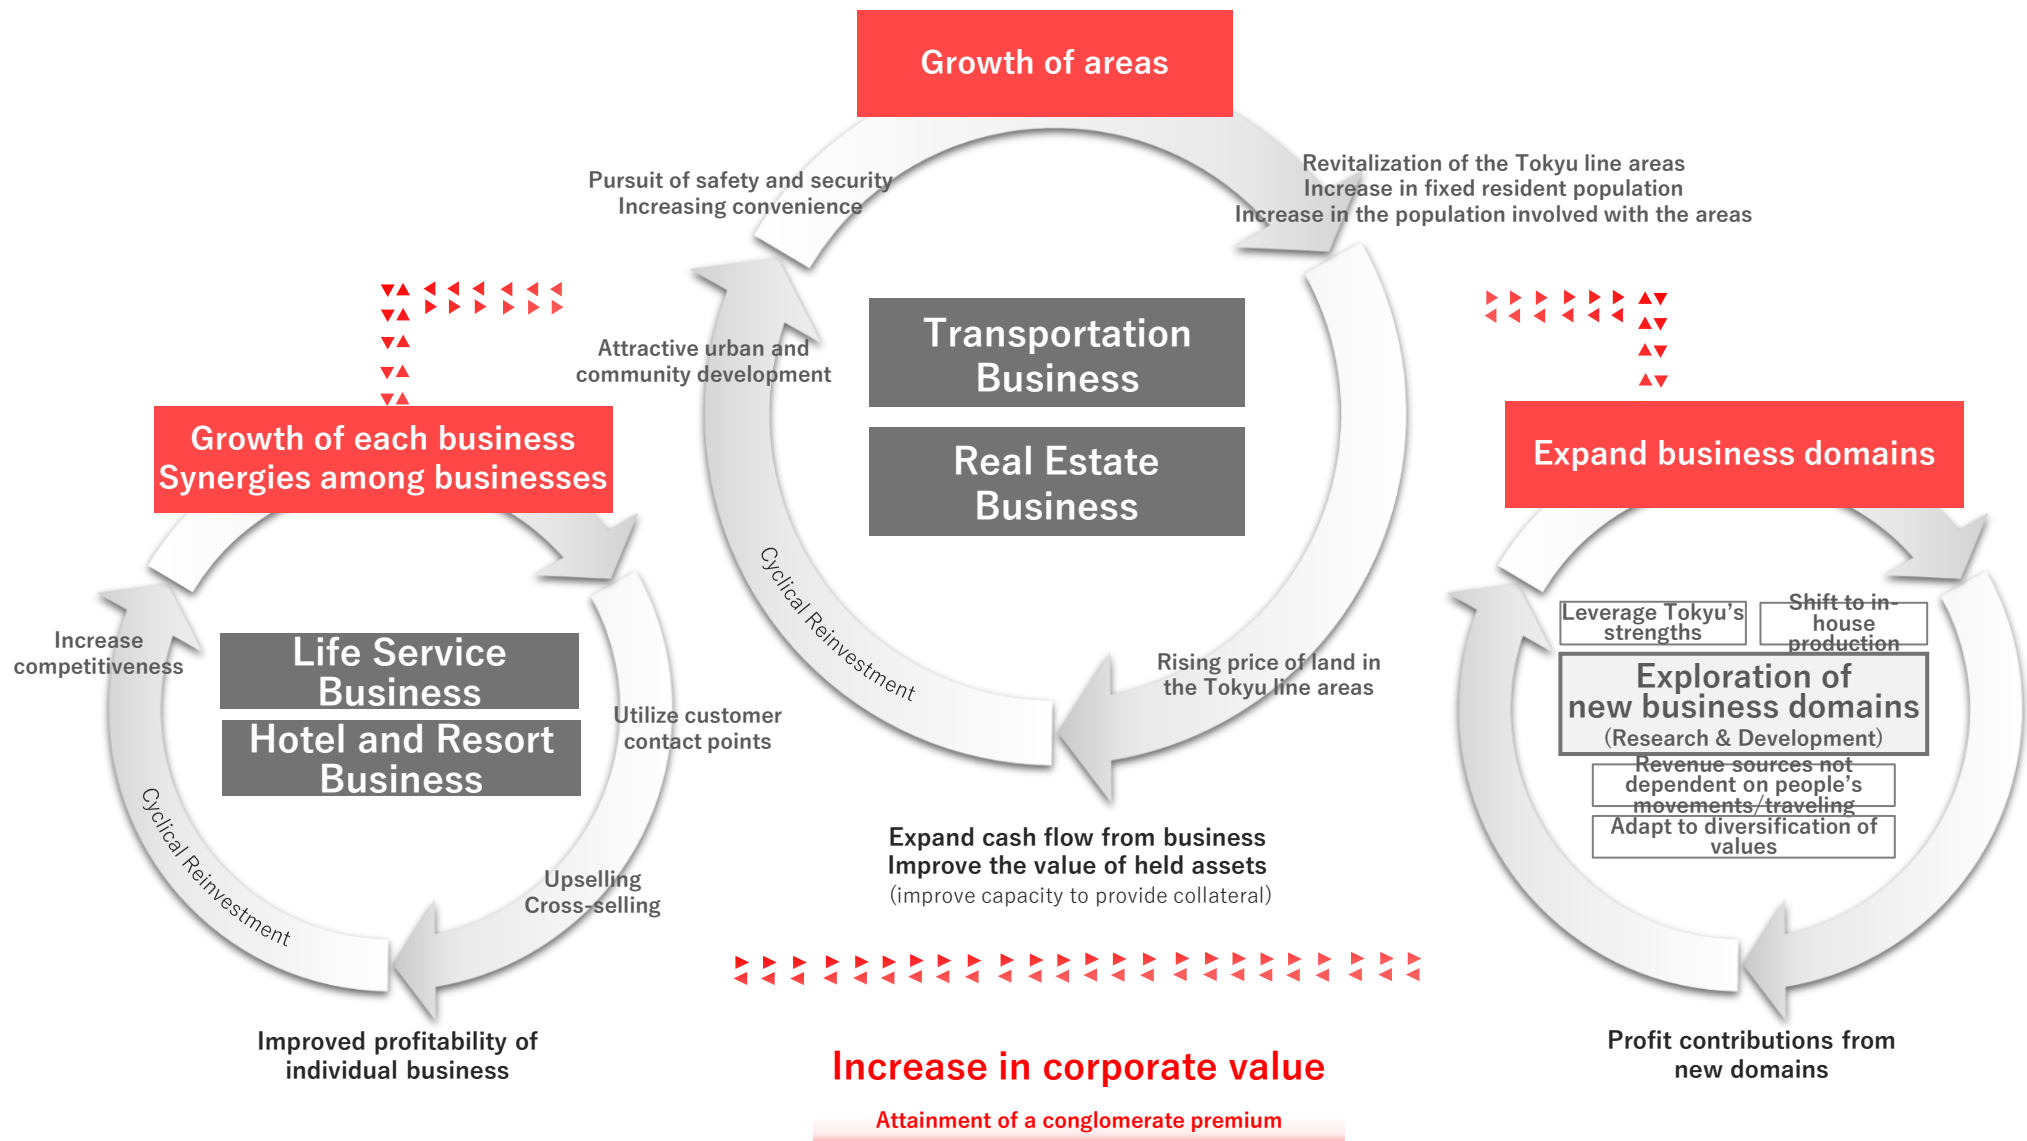 Growth of areas
Pursuit of safety and security
Increasing convenience
Revitalization of the Tokyu line areas
Increase in fixed resident population
Increase in the population involved with the areas
Attractive urban and
community development
Transportation
Business
Real Estate
Business
Cyclical Reinvestment
Rising price of land in
the Tokyu line areas
Expand cash flow from business
Improve the value of held assets
(improve capacity to provide collateral)
Growth of each business
Synergies among businesses
Increase
competitiveness
Life Service
Business
Hotel and Resort
Business
Utilize customer
contact points
Cyclical Reinvestment
Upselling
Cross-selling
Improved profitability of
individual business
Expand business domains
Leverage Tokyu's
strengths
Shift to in-
house
production
Exploration of
new business domains
(Research & Development)
Revenue sources not
dependent on people's
movements/traveling
Adapt to diversification of
values
Profit contributions from
new domains
Increase in corporate value
Attainment of a conglomerate premium